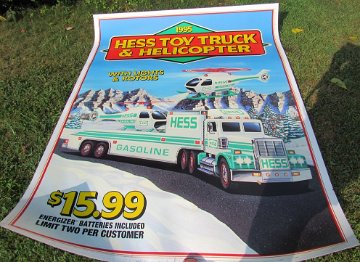 1995
HESS TOY TRUCK
& HELICOPTER
WITH LIGHTS
& MOTORS
HESS
GASOLINE
HESS
$15.99
ENERGIZER BATTERIES INCLUDED
LIMIT TWO PER CUSTOMER